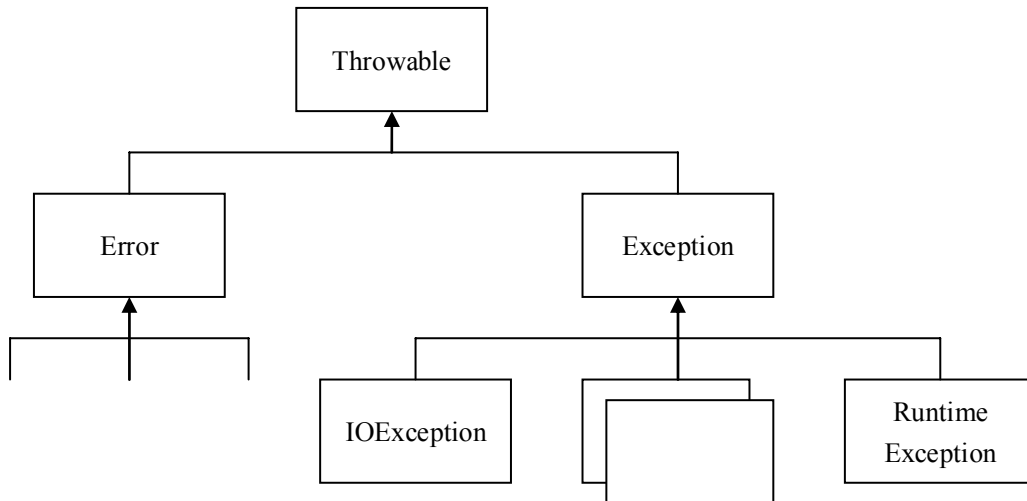 Throwable
Error
Exception
IOException
Runtime
Exception